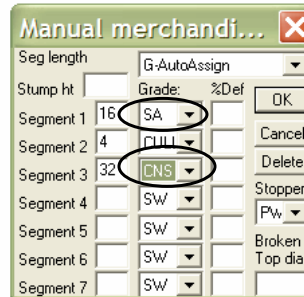 Manual merchandi...
Seg length G-AutoAssign
Stump ht Grade: %Def OK
Segment 1 16 SA
Segment 2 4 CULL Cancel
Segment 3 32 CNS Delete
Segment 4 SW Stopper
PW
Segment 5 SW Broken
Segment 6 SW Top dia
Segment 7 SW